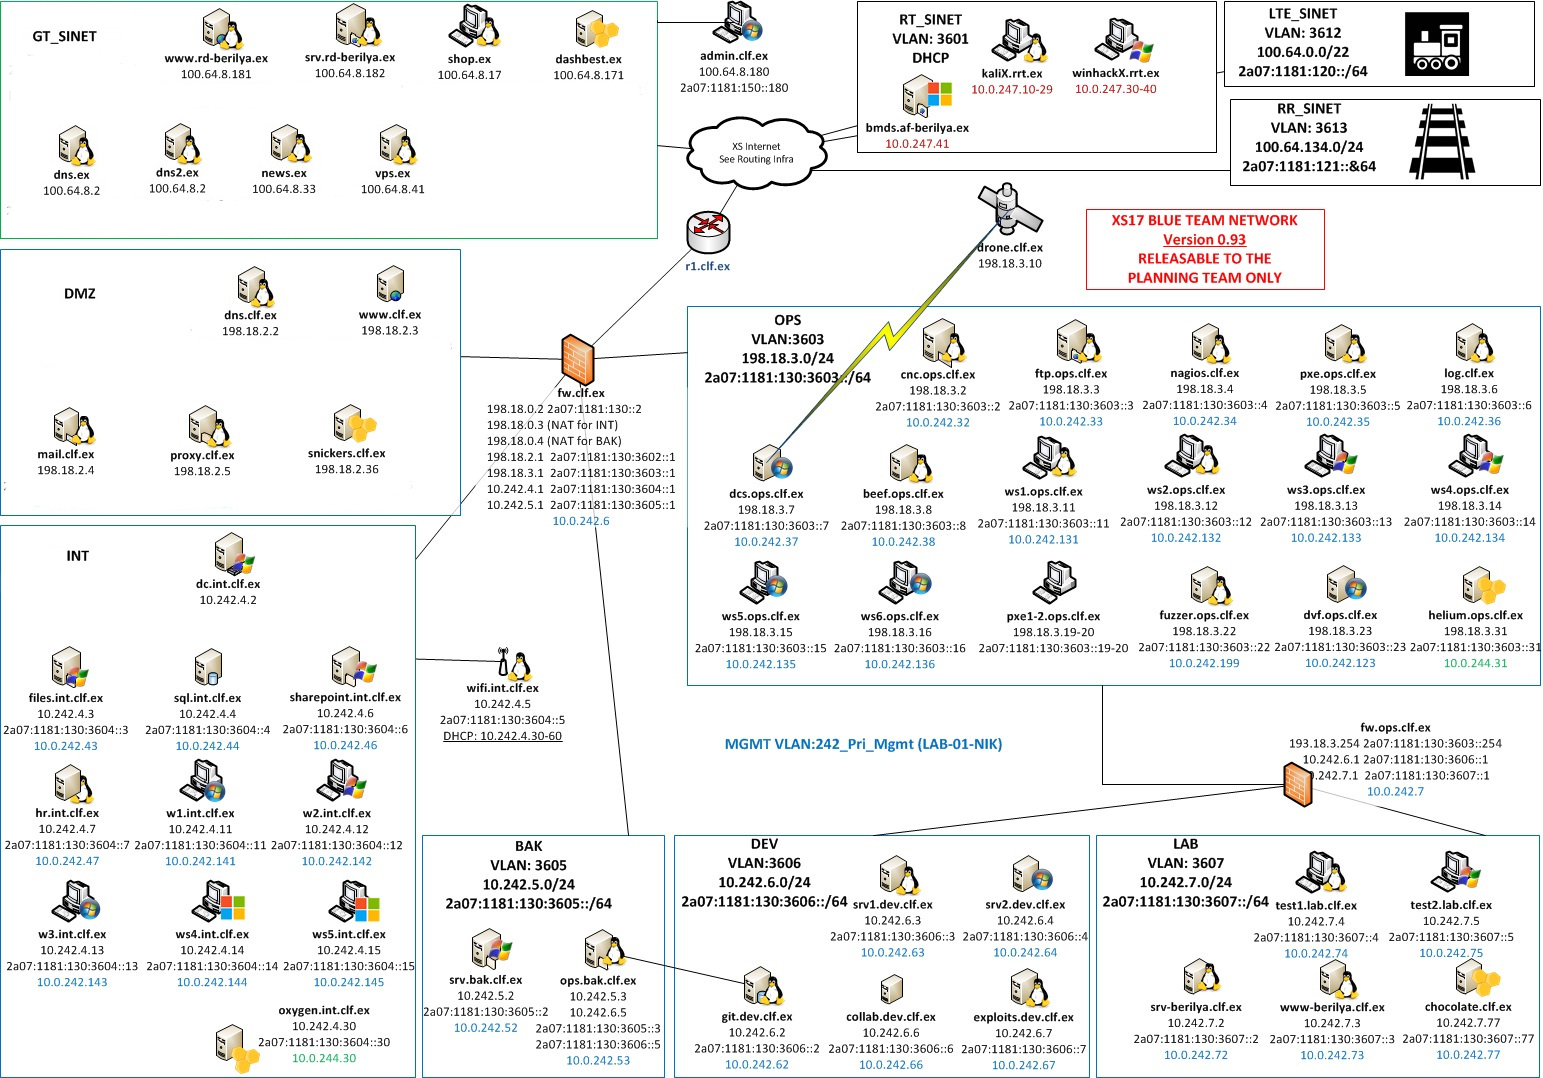 GT_SINET
www.rd-berilya.ex
100.64.8.181
srv.rd-berilya.ex
100.64.8.182
shop.ex
100.64.8.17
dashbest.ex
100.64.8.171
dns.ex
100.64.8.2
dns2.ex
100.64.8.2
news.ex
100.64.8.33
vps.ex
100.64.8.41
admin.clf.ex
100.64.8.180
2a07:1181:150::180
XS Internet
See Routing Infra
r1.clf.ex
RT_SINET
VLAN: 3601
DHCP
kaliX.rrt.ex
10.0.247.10-29
winhackX.rrt.ex
10.0.247.30-40
bmds.af-berilya.ex
10.0.247.41
LTE_SINET
VLAN: 3612
100.64.0.0/22
2a07:1181:120::/64
RR_SINET
VLAN: 3613
100.64.134.0/24
2a07:1181:121::&64
drone.clf.ex
198.18.3.10
XS17 BLUE TEAM NETWORK
Version 0.93
RELEASABLE TO THE
PLANNING TEAM ONLY
DMZ
dns.clf.ex
198.18.2.2
www.clf.ex
198.18.2.3
mail.clf.ex
198.18.2.4
proxy.clf.ex
198.18.2.5
snickers.clf.ex
198.18.2.36
fw.clf.ex
198.18.0.2 2a07:1181:130::2
198.18.0.3 (NAT for INT)
198.18.0.4 (NAT for BAK)
198.18.2.1 2a07:1181:130:3602::1
198.18.3.1 2a07:1181:130:3603::1
10.242.4.1 2a07:1181:130:3604::1
10.242.5.1 2a07:1181:130:3605::1
10.0.242.6
OPS
VLAN:3603
198.18.3.0/24
2a07:1181:130:3603::/64
cnc.ops.clf.ex
198.18.3.2
2a07:1181:130:3603::2
10.0.242.32
ftp.ops.clf.ex
198.18.3.3
2a07:1181:130:3603::3
10.0.242.33
nagios.clf.ex
198.18.3.4
2a07:1181:130:3603::4
10.0.242.34
pxe.ops.clf.ex
198.18.3.5
2a07:1181:130:3603::5
10.0.242.35
log.clf.ex
198.18.3.6
2a07:1181:130:3603::6
10.0.242.36
dcs.ops.clf.ex
198.18.3.7
2a07:1181:130:3603::7
10.0.242.37
beef.ops.clf.ex
198.18.3.8
2a07:1181:130:3603::8
10.0.242.38
ws1.ops.clf.ex
198.18.3.11
2a07:1181:130:3603::11
10.0.242.131
ws2.ops.clf.ex
198.18.3.12
2a07:1181:130:3603::12
10.0.242.132
ws3.ops.clf.ex
198.18.3.13
2a07:1181:130:3603::13
10.0.242.133
ws4.ops.clf.ex
198.18.3.14
2a07:1181:130:3603::14
10.0.242.134
ws5.ops.clf.ex
198.18.3.15
2a07:1181:130:3603::15
10.0.242.135
ws6.ops.clf.ex
198.18.3.16
2a07:1181:130:3603::16
10.0.242.136
pxe1-2.ops.clf.ex
198.18.3.19-20
2a07:1181:130:3603::19-20
fuzzer.ops.clf.ex
198.18.3.22
2a07:1181:130:3603::22
10.0.242.199
dvf.ops.clf.ex
198.18.3.23
2a07:1181:130:3603::23
10.0.242.123
helium.ops.clf.ex
198.18.3.31
2a07:1181:130:3603::31
10.0.244.31
INT
dc.int.clf.ex
10.242.4.2
files.int.clf.ex
10.242.4.3
2a07:1181:130:3604::3
10.0.242.43
sql.int.clf.ex
10.242.4.4
2a07:1181:130:3604::4
10.0.242.44
sharepoint.int.clf.ex
10.242.4.6
2a07:1181:130:3604::6
10.0.242.46
wifi.int.clf.ex
10.242.4.5
2a07:1181:130:3604::5
DHCP: 10.242.4.30-60
hr.int.clf.ex
10.242.4.7
2a07:1181:130:3604::7
10.0.242.47
w1.int.clf.ex
10.242.4.11
2a07:1181:130:3604::11
10.0.242.141
w2.int.clf.ex
10.242.4.12
2a07:1181:130:3604::12
10.0.242.142
w3.int.clf.ex
10.242.4.13
2a07:1181:130:3604::13
10.0.242.143
ws4.int.clf.ex
10.242.4.14
2a07:1181:130:3604::14
10.0.242.144
ws5.int.clf.ex
10.242.4.15
2a07:1181:130:3604::15
10.0.242.145
oxygen.int.clf.ex
10.242.4.30
2a07:1181:130:3604::30
10.0.244.30
MGMT VLAN:242_Pri_Mgmt (LAB-01-NIK)
fw.ops.clf.ex
193.18.3.254 2a07:1181:130:3603::254
10.242.6.1 2a07:1181:130:3606::1
.242.7.1 2a07:1181:130:3607::1
10.0.242.7
BAK
VLAN: 3605
10.242.5.0/24
2a07:1181:130:3605::/64
srv.bak.clf.ex
10.242.5.2
2a07:1181:130:3605::2
10.0.242.52
ops.bak.clf.ex
10.242.5.3
10.242.6.5
2a07:1181:130:3605::3
2a07:1181:130:3606::5
10.0.242.53
DEV
VLAN:3606
10.242.6.0/24
2a07:1181:130:3606::/64
srv1.dev.clf.ex
10.242.6.3
2a07:1181:130:3606::3
10.0.242.63
srv2.dev.clf.ex
10.242.6.4
2a07:1181:130:3606::4
10.0.242.64
git.dev.clf.ex
10.242.6.2
2a07:1181:130:3606::2
10.0.242.62
collab.dev.clf.ex
10.242.6.6
2a07:1181:130:3606::6
10.0.242.66
exploits.dev.clf.ex
10.242.6.7
2a07:1181:130:3606::7
10.0.242.67
LAB
VLAN: 3607
10.242.7.0/24
2a07:1181:130:3607::/64
test1.lab.clf.ex
10.242.7.4
2a07:1181:130:3607::4
10.0.242.74
test2.lab.clf.ex
10.242.7.5
2a07:1181:130:3607::5
10.0.242.75
srv-berilya.clf.ex
10.242.7.2
2a07:1181:130:3607::2
10.0.242.72
www-berilya.clf.ex
10.242.7.3
2a07:1181:130:3607::3
10.0.242.73
chocolate.clf.ex
10.242.7.77
2a07:1181:130:3607::77
10.0.242.77